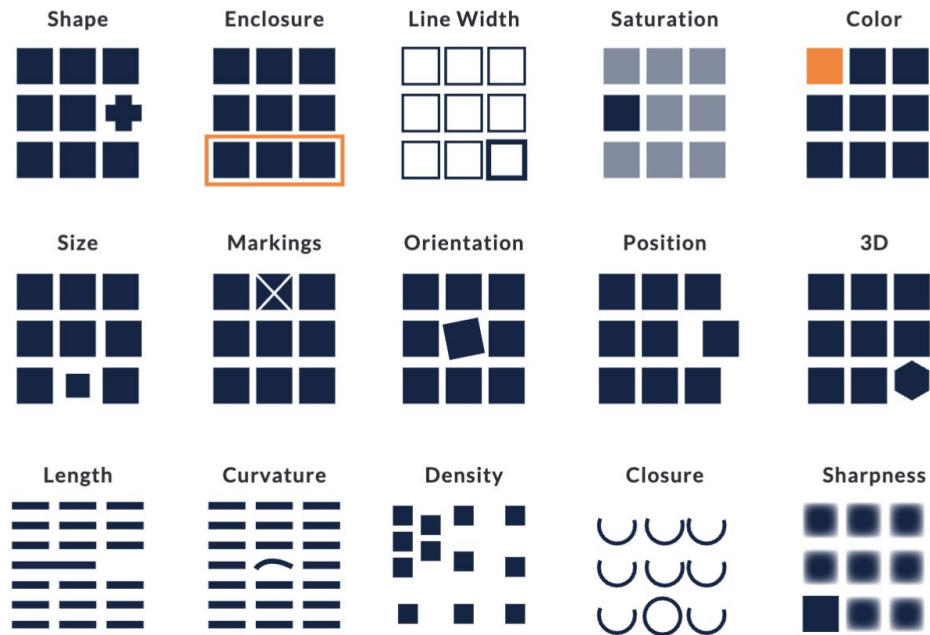 Shape
Enclosure
Line Width
Saturation
Color
Size
Markings
Orientation
Position
3D
Length
Curvature
Density
Closure
Sharpness